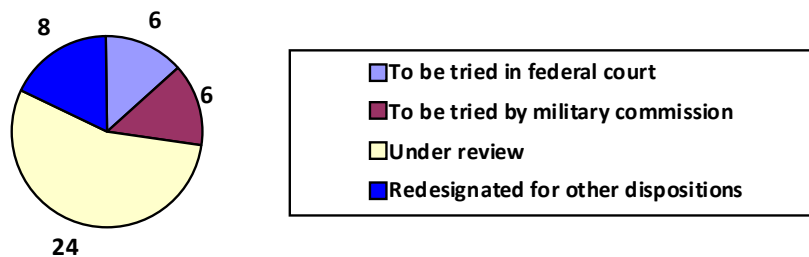 8
6
6
24
To be tried in federal court
To be tried by military commission
Under review
Redesignated for other dispositions